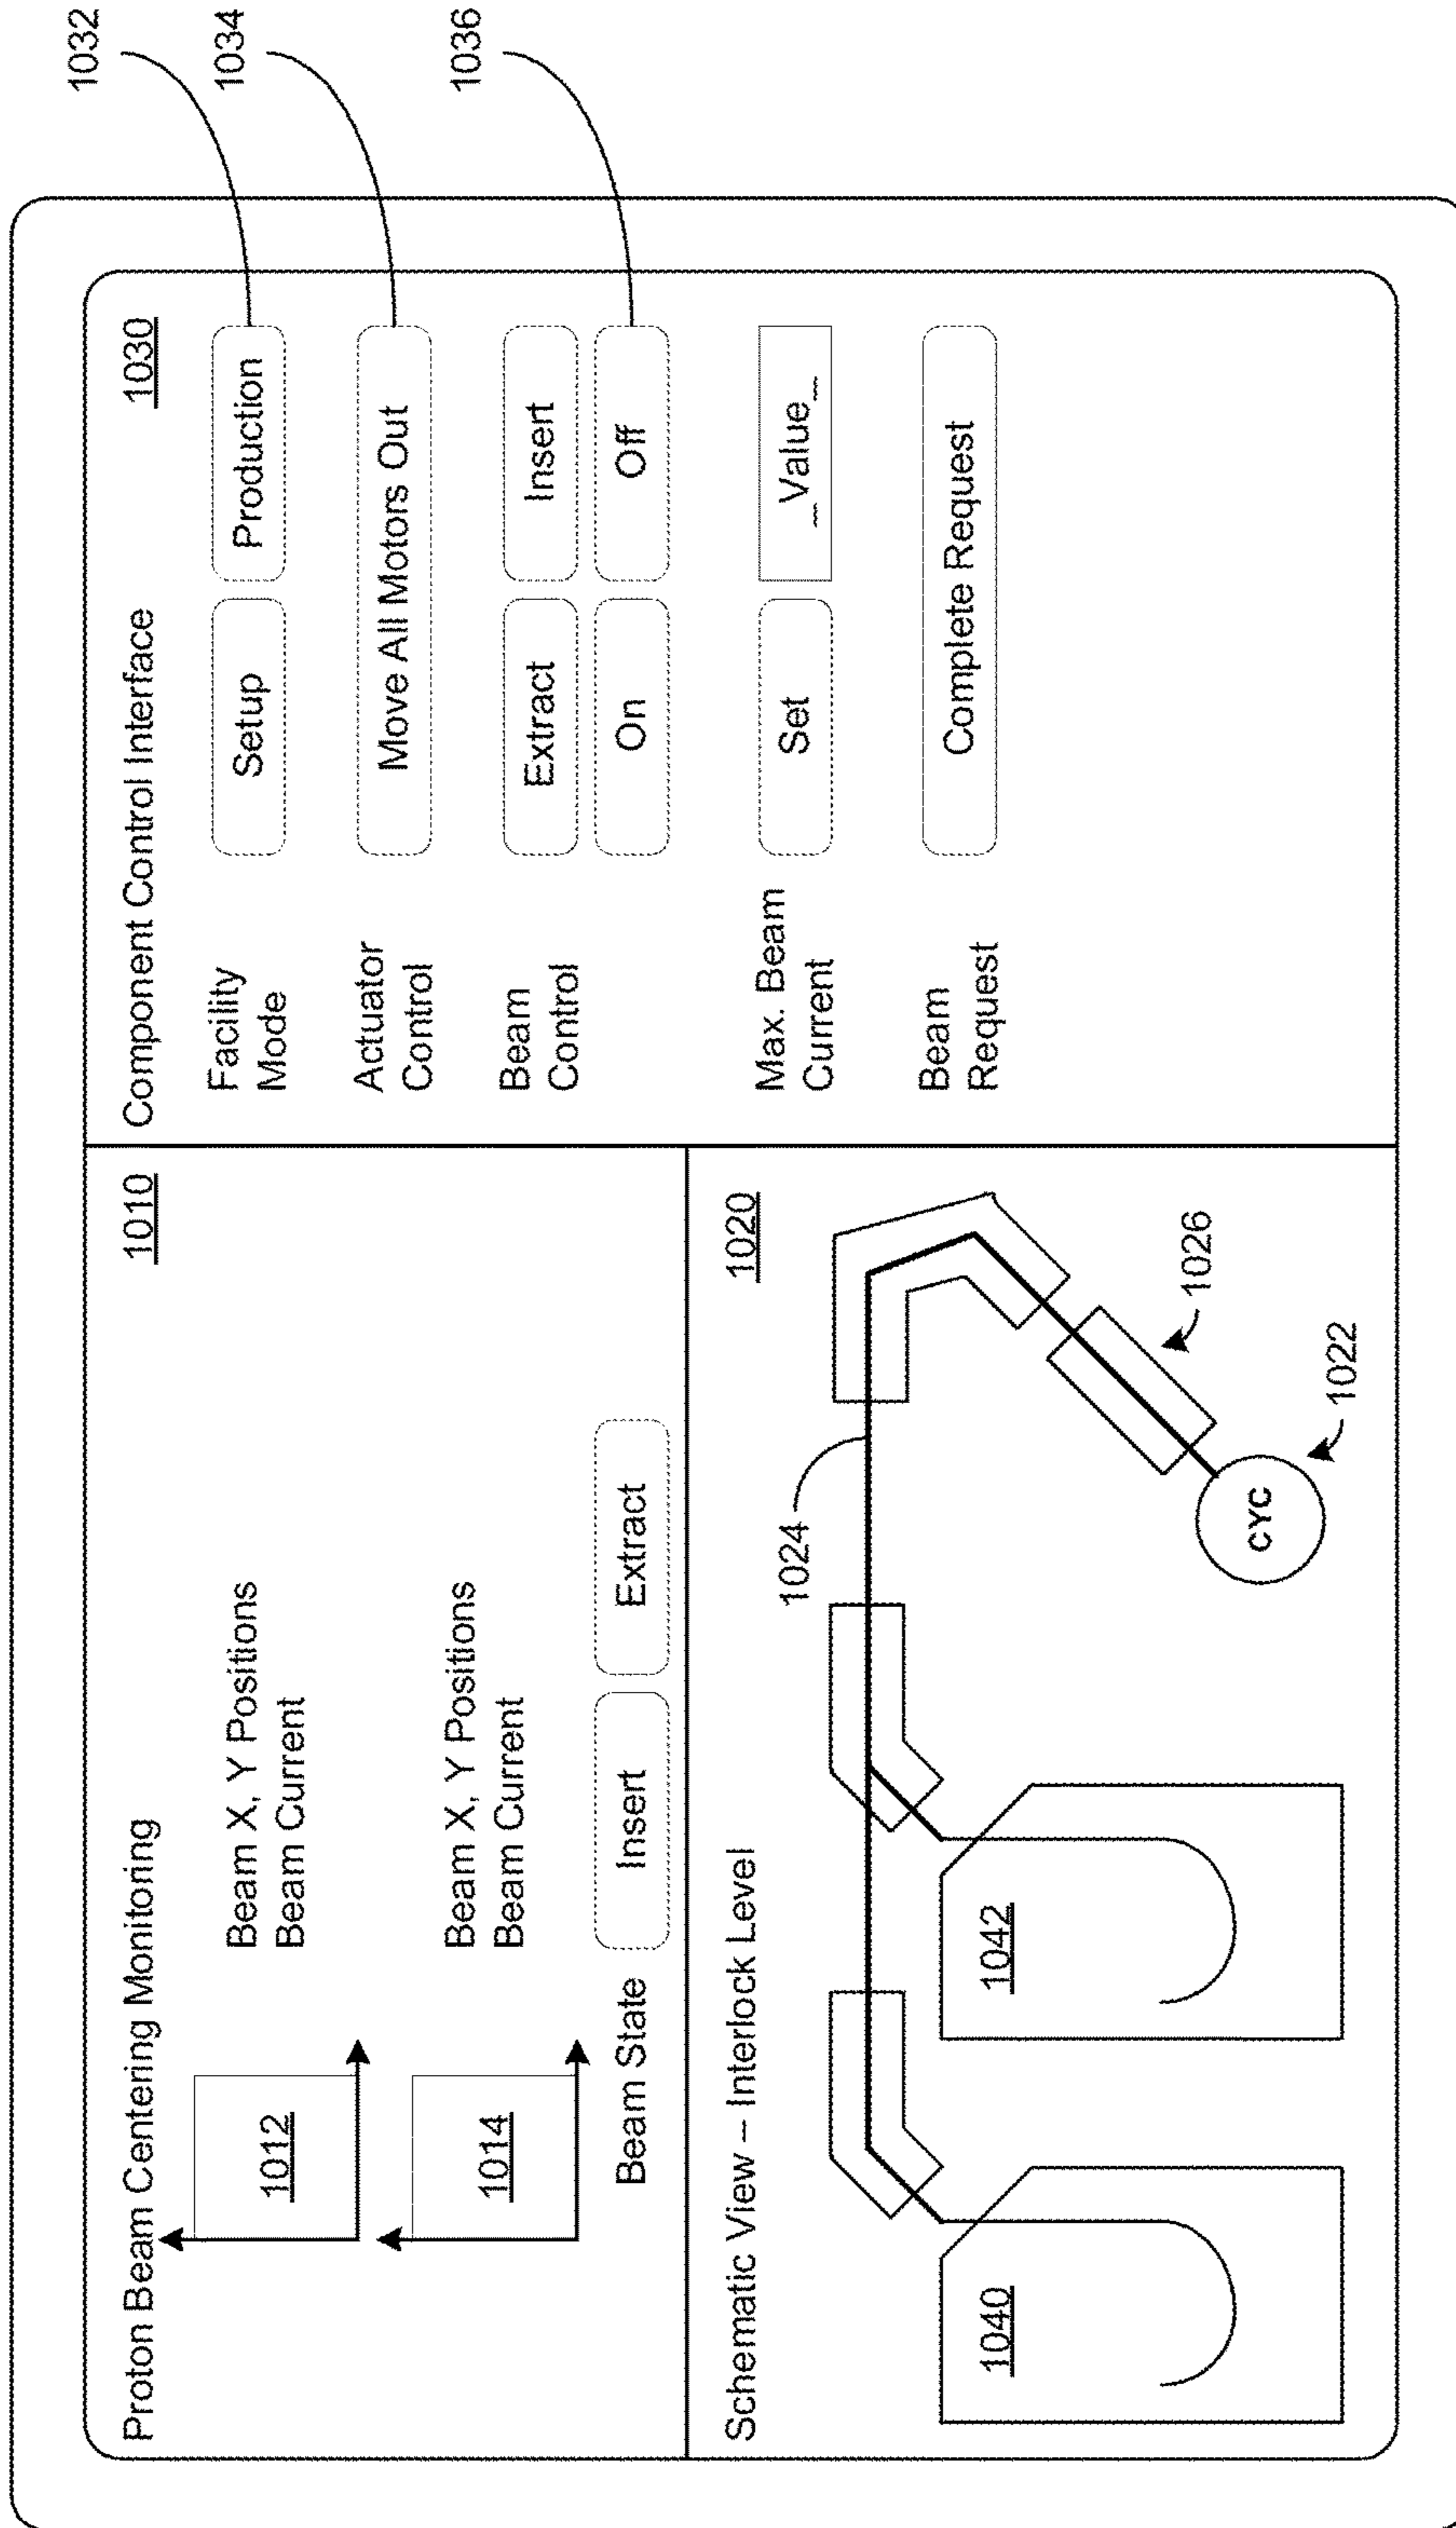 Proton Beam Centering Monitoring
1010
1012
Beam X, Y Positions
Beam Current
1014
Beam X, Y Positions
Beam Current
Beam State
Insert
Extract
Schematic View – Interlock Level
1020
1024
1026
CYC
1022
1040
1042
Component Control Interface
1030
Facility
Mode
Setup
Production
1032
Actuator
Control
Move All Motors Out
1034
Beam
Control
Extract
Insert
On
Off
1036
Max. Beam
Current
Set
_Value_
Beam
Request
Complete Request